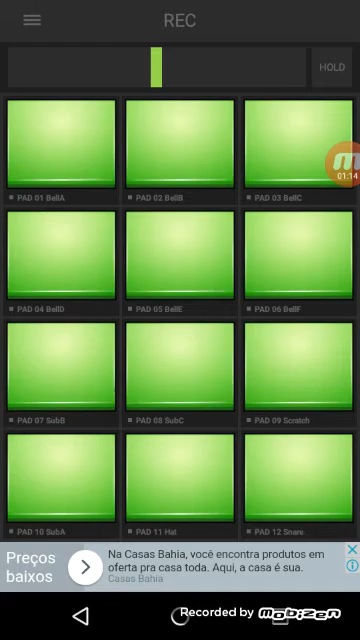 REC
HOLD
PAD 01 BellA
PAD 02 BellB
PAD 03 BellC
01:14
PAD 04 BellD
PAD 05 BellE
PAD 06 BellF
PAD 07 SubB
PAD 08 SubC
PAD 09 Scratch
PAD 10 SubA
PAD 11 Hat
PAD 12 Snare
Preços
baixos
Na Casas Bahia, você encontra produtos em
oferta pra casa toda. Aqui, a casa é sua.
Casas Bahia
Recorded by mobizen